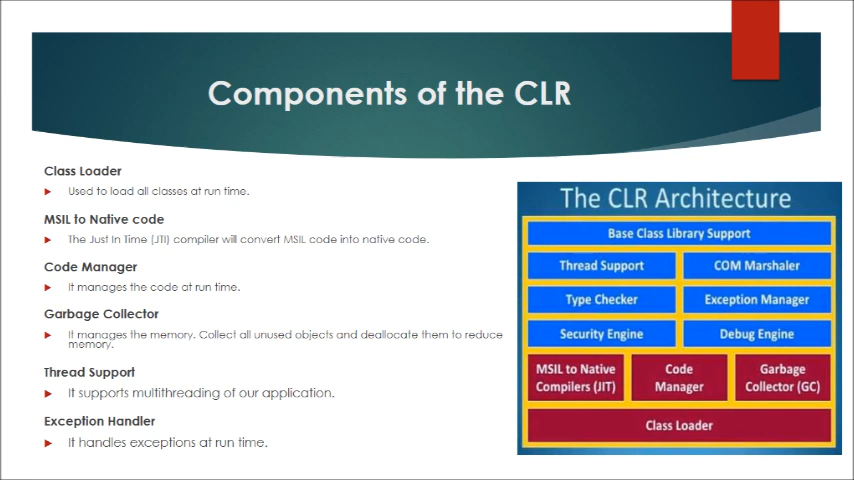 Components of the CLR
Class Loader
Used to load all classes at run time.
MSIL to Native code
The Just In Time (JTI) compiler will convert MSIL code into native code.
Code Manager
It manages the code at run time.
Garbage Collector
It manages the memory. Collect all unused objects and deallocate them to reduce
memory.
Thread Support
It supports multithreading of our application.
Exception Handler
It handles exceptions at run time.
The CLR Architecture
Base Class Library Support
Thread Support
COM Marshaler
Type Checker
Exception Manager
Security Engine
Debug Engine
MSIL to Native
Compilers (JIT)
Code
Manager
Garbage
Collector (GC)
Class Loader